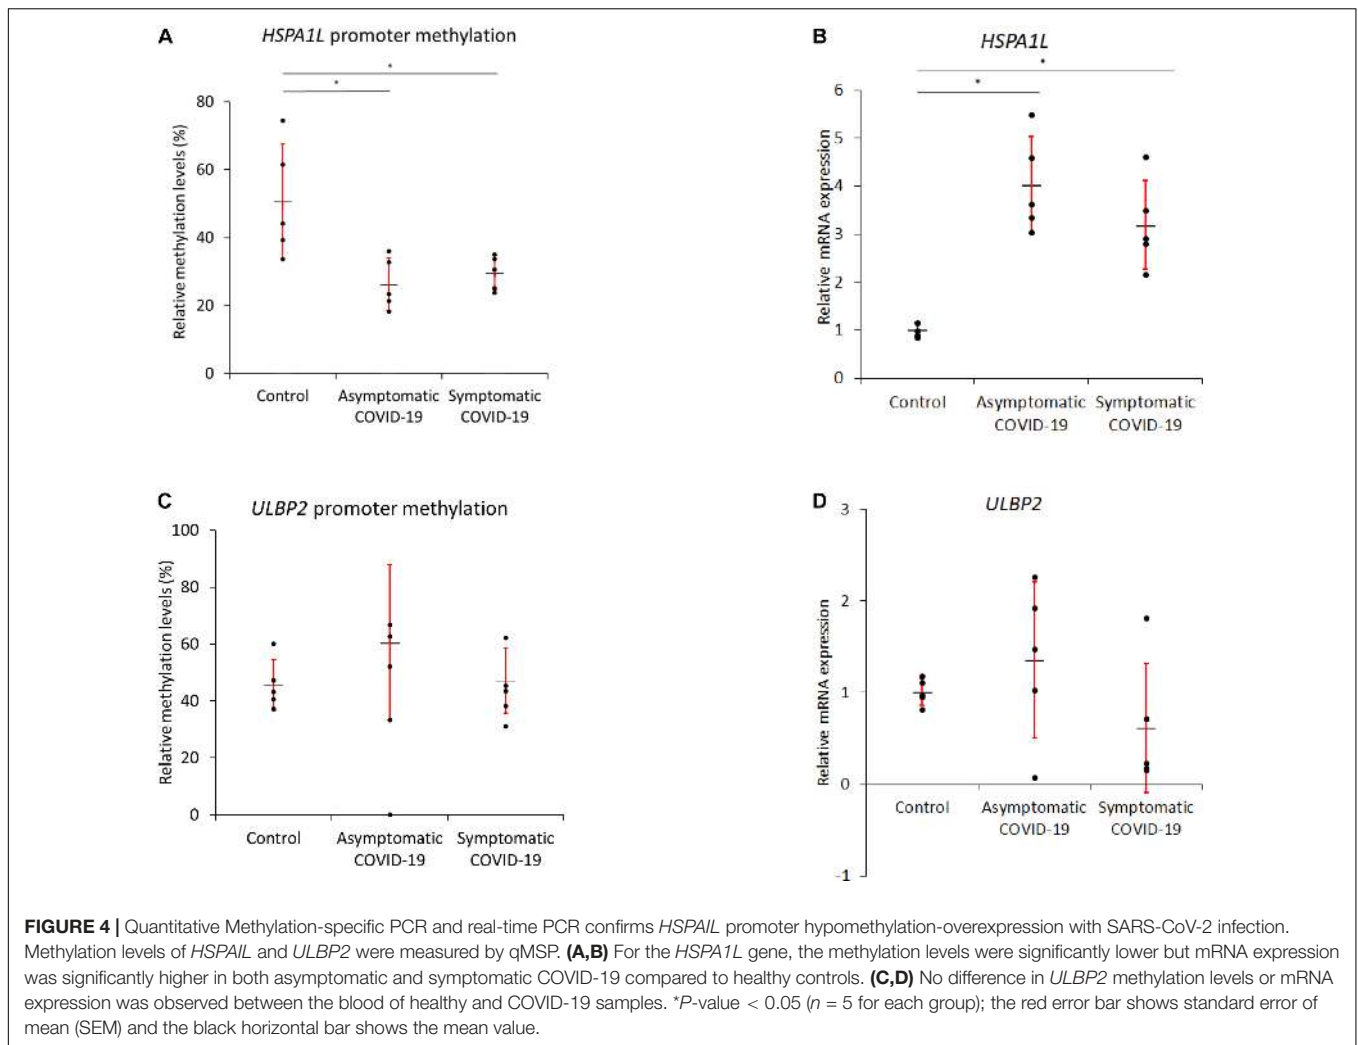 A
HSPA1L promoter methylation
*
*
Relative methylation levels (%)
80
60
40
20
0
Control
Asymptomatic
COVID-19
Symptomatic
COVID-19
B
HSPA1L
*
*
Relative mRNA expression
6
5
4
3
2
1
0
Control
Asymptomatic
COVID-19
Symptomatic
COVID-19
C
ULBP2 promoter methylation
Relative methylation levels (%)
100
80
60
40
20
0
Control
Asymptomatic
COVID-19
Symptomatic
COVID-19
D
ULBP2
Relative mRNA expression
3
2
1
0
-1
Control
Asymptomatic
COVID-19
Symptomatic
COVID-19
FIGURE 4 | Quantitative Methylation-specific PCR and real-time PCR confirms HSPAIL promoter hypomethylation-overexpression with SARS-CoV-2 infection.
Methylation levels of HSPAIL and ULBP2 were measured by qMSP. (A,B) For the HSPA1L gene, the methylation levels were significantly lower but mRNA expression
was significantly higher in both asymptomatic and symptomatic COVID-19 compared to healthy controls. (C,D) No difference in ULBP2 methylation levels or mRNA
expression was observed between the blood of healthy and COVID-19 samples. *P-value < 0.05 (n = 5 for each group); the red error bar shows standard error of
mean (SEM) and the black horizontal bar shows the mean value.